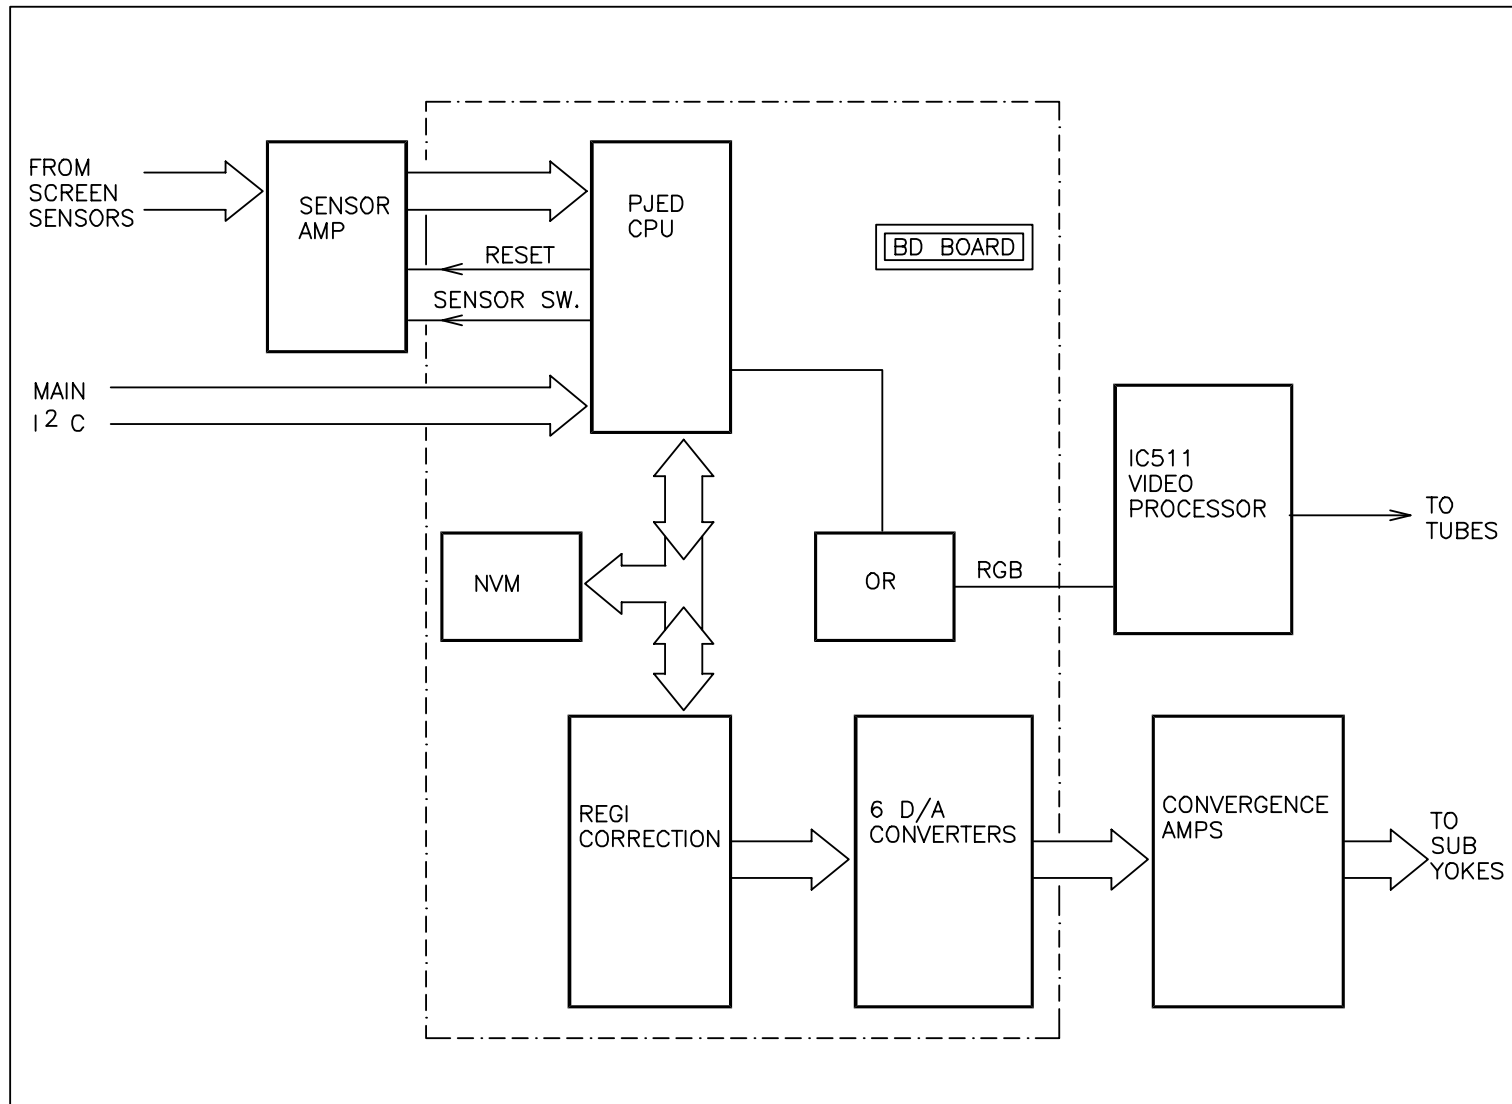 FROM
SCREEN
SENSORS
SENSOR
AMP
PJED
CPU
RESET
SENSOR SW.
BD BOARD
MAIN
I2 C
IC511
VIDEO
PROCESSOR
TO
TUBES
NVM
OR
RGB
REGI
CORRECTION
6 D/A
CONVERTERS
CONVERGENCE
AMPS
TO
SUB
YOKES